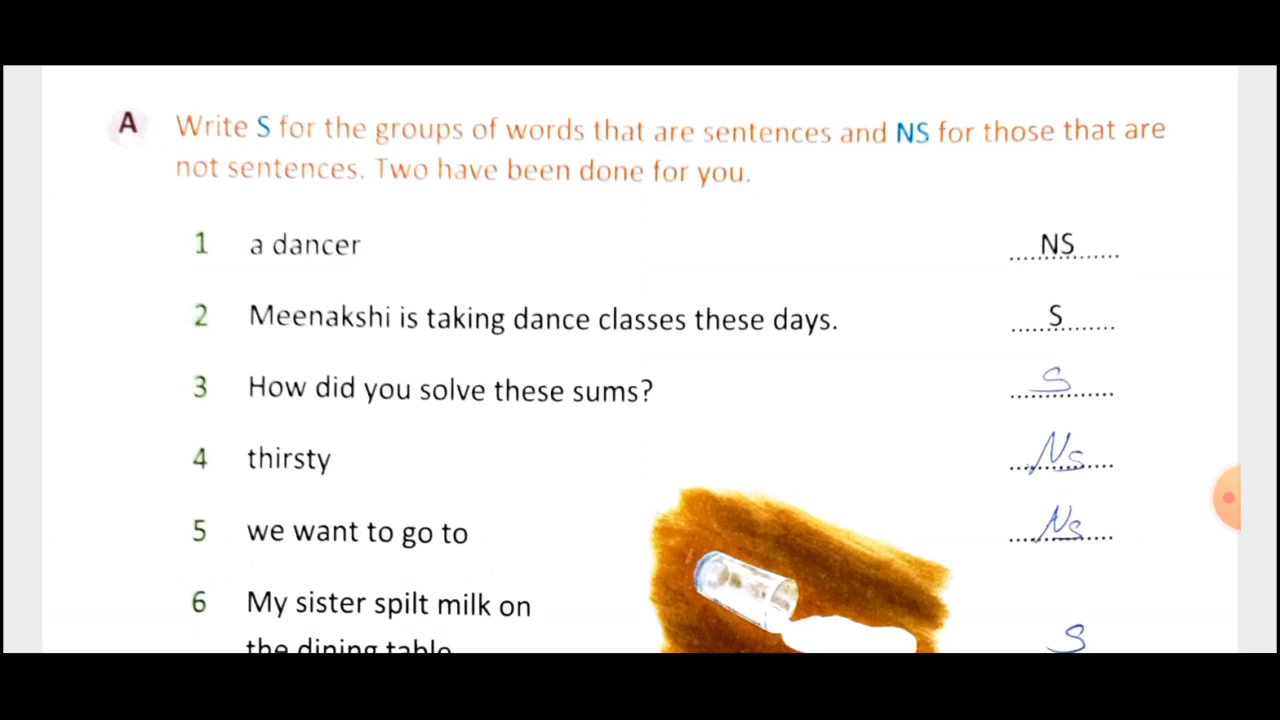 A Write S for the groups of words that are sentences and NS for those that are
not sentences. Two have been done for you.
1 a dancer NS
2 Meenakshi is taking dance classes these days. S
3 How did you solve these sums? S
4 thirsty Ns
5 we want to go to Ns
6 My sister spilt milk on
the dining table S